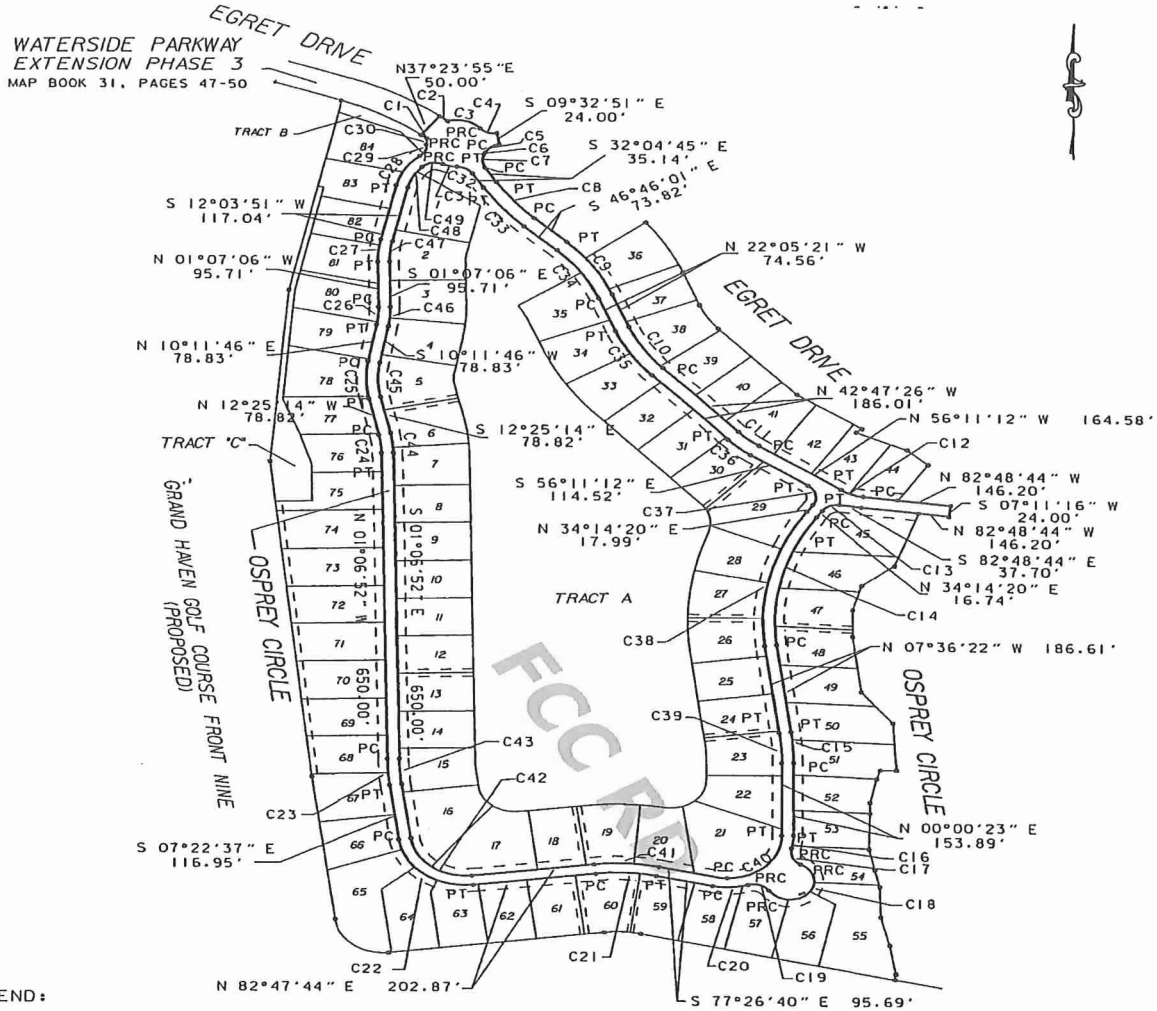 EGRET DRIVE
WATERSIDE PARKWAY
EXTENSION PHASE 3
MAP BOOK 31, PAGES 47-50
N37°23'55"E
50.00'
C1
C2
C3
C4
S 09°32'51" E
24.00'
TRACT B
C30
C29
C28
PRC
PRC
PRC
PC
PT
C5
C6
C7
PC
S 32°04'45" E
35.14'
84
83
PT
C32
C31
C49
C48
PT
C8
S 46°46'01" E
73.82'
S 12°03'51" W
117.04'
82
PC
C27
C47
C33
PC
PT
36
N 22°05'21" W
74.56'
N 01°07'06" W
95.71'
81
PT
2
S 01°07'06" E
95.71'
C34
C9
37
EGRET DRIVE
80
PC
C26
3
C46
35
PC
38
N 10°11'46" E
78.83'
79
PT
4
S 10°11'46" W
78.83'
34
PT
C35
C10
PC
39
78
PC
C25
C45
5
33
40
N 42°47'26" W
186.01'
N 12°25'14" W
78.82'
77
PT
PC
S 12°25'14" E
78.82'
32
41
N 56°11'12" W 164.58'
TRACT "C"
C24
C44
6
31
PT
C11
PC
42
C12
76
PT
7
30
C36
43
PT
44
PC
N 82°48'44" W
146.20'
75
S 56°11'12" E
114.52'
PT
29
PT
S 07°11'16" W
24.00'
8
C37
PC
45
N 82°48'44" W
146.20'
74
9
N 34°14'20" E
17.99'
PT
S 82°48'44" E
37.70'
GRAND HAVEN GOLF COURSE FRONT NINE
(PROPOSED)
OSPREY CIRCLE
N 01°06'52" W
650.00'
S 01°06'52" E
650.00'
28
46
C13
N 34°14'20" E
16.74'
73
10
27
C14
72
11
TRACT A
47
71
12
C38
26
PC
48
N 07°36'22" W 186.61'
70
13
25
49
OSPREY CIRCLE
69
14
C39
24
PT
PT
50
68
PC
C43
15
23
C15
PC
51
C23
67
PT
C42
22
52
16
FCC RD
53
N 00°00'23" E
153.89'
S 07°22'37" E
116.95'
66
PC
17
18
19
20
21
PT
PT
C16
C17
C41
C40
PRC
PRC
PC
PRC
54
C18
65
PT
PC
PT
64
63
62
61
60
59
58
57
PRC
56
55
C22
C21
C20
C19
N 82°47'44" E 202.87'
S 77°26'40" E 95.69'
END: